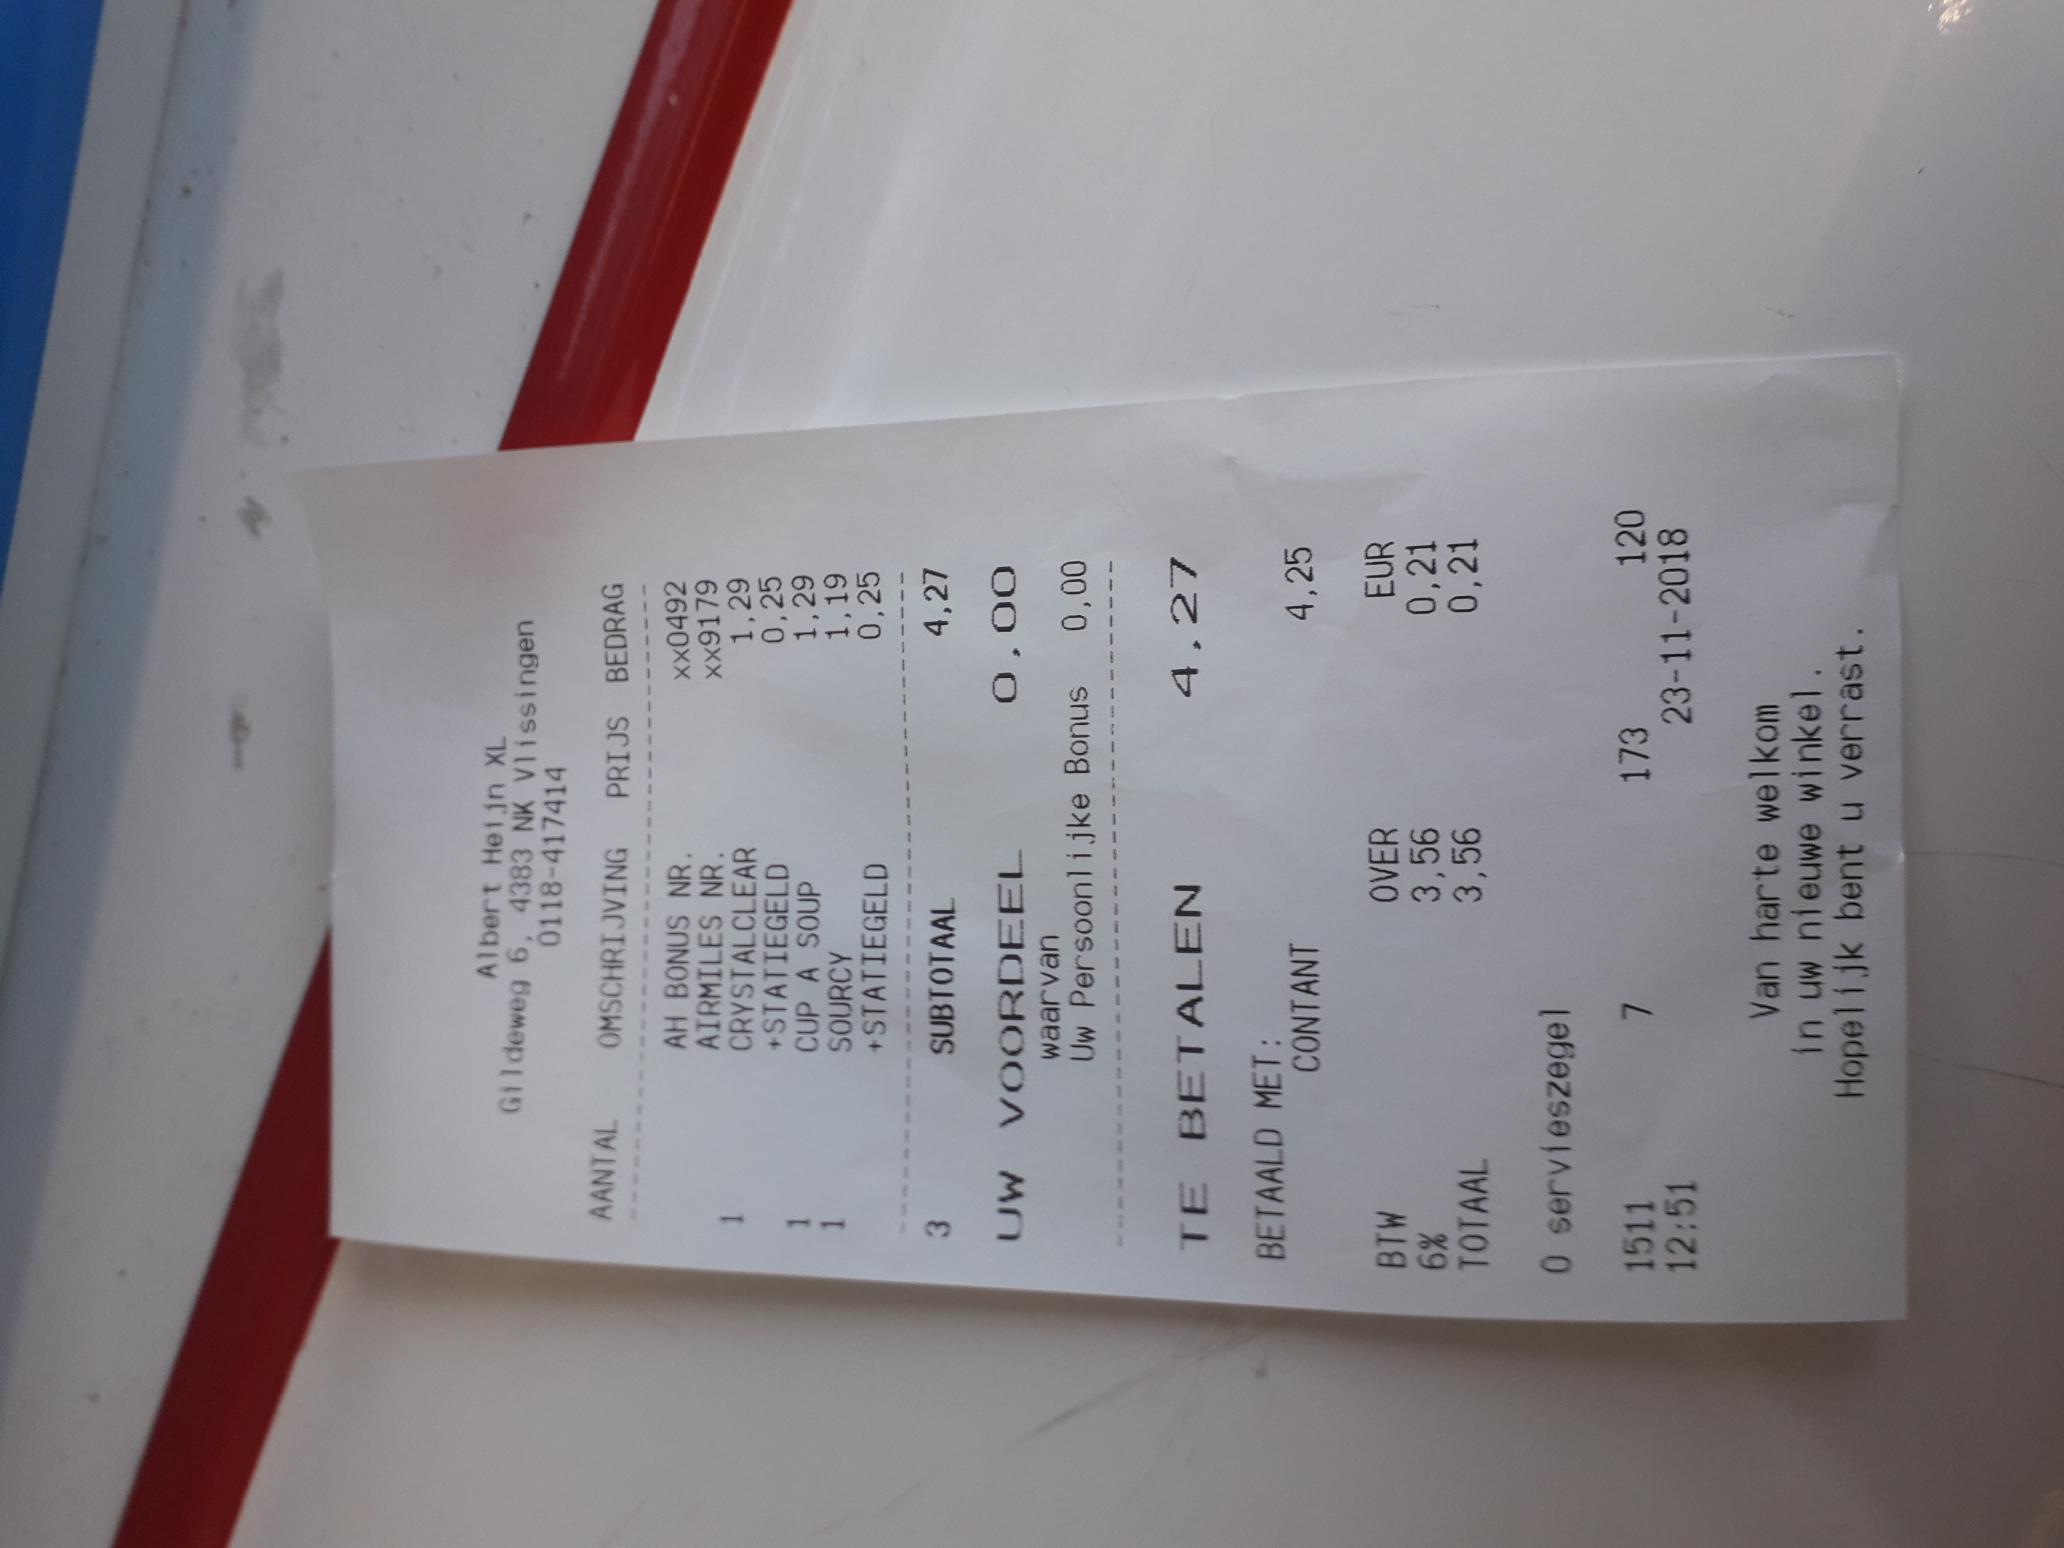 Albert Heijn XL
Gildeweg 6, 4383 NK Vlissingen
0118-417414
AANTAL OMSCHRIJVING PRIJS BEDRAG
AH BONUS NR. xx0492
AIRMILES NR. xx9179
1 CRYSTALCLEAR 1,29
+STATIEGELD 0,25
1 CUP A SOUP 1,29
1 SOURCY 1,19
+STATIEGELD 0,25
3 SUBTOTAAL 4,27
UW VOORDEEL 0,00
waarvan
Uw Persoonlijke Bonus 0,00
TE BETALEN 4,27
BETAALD MET:
CONTANT 4,25
BTW OVER EUR
6% 3,56 0,21
TOTAAL 3,56 0,21
0 servieszegel
1511 7 173 120
12:51 23-11-2018
Van harte welkom
in uw nieuwe winkel.
Hopelijk bent u verrast.